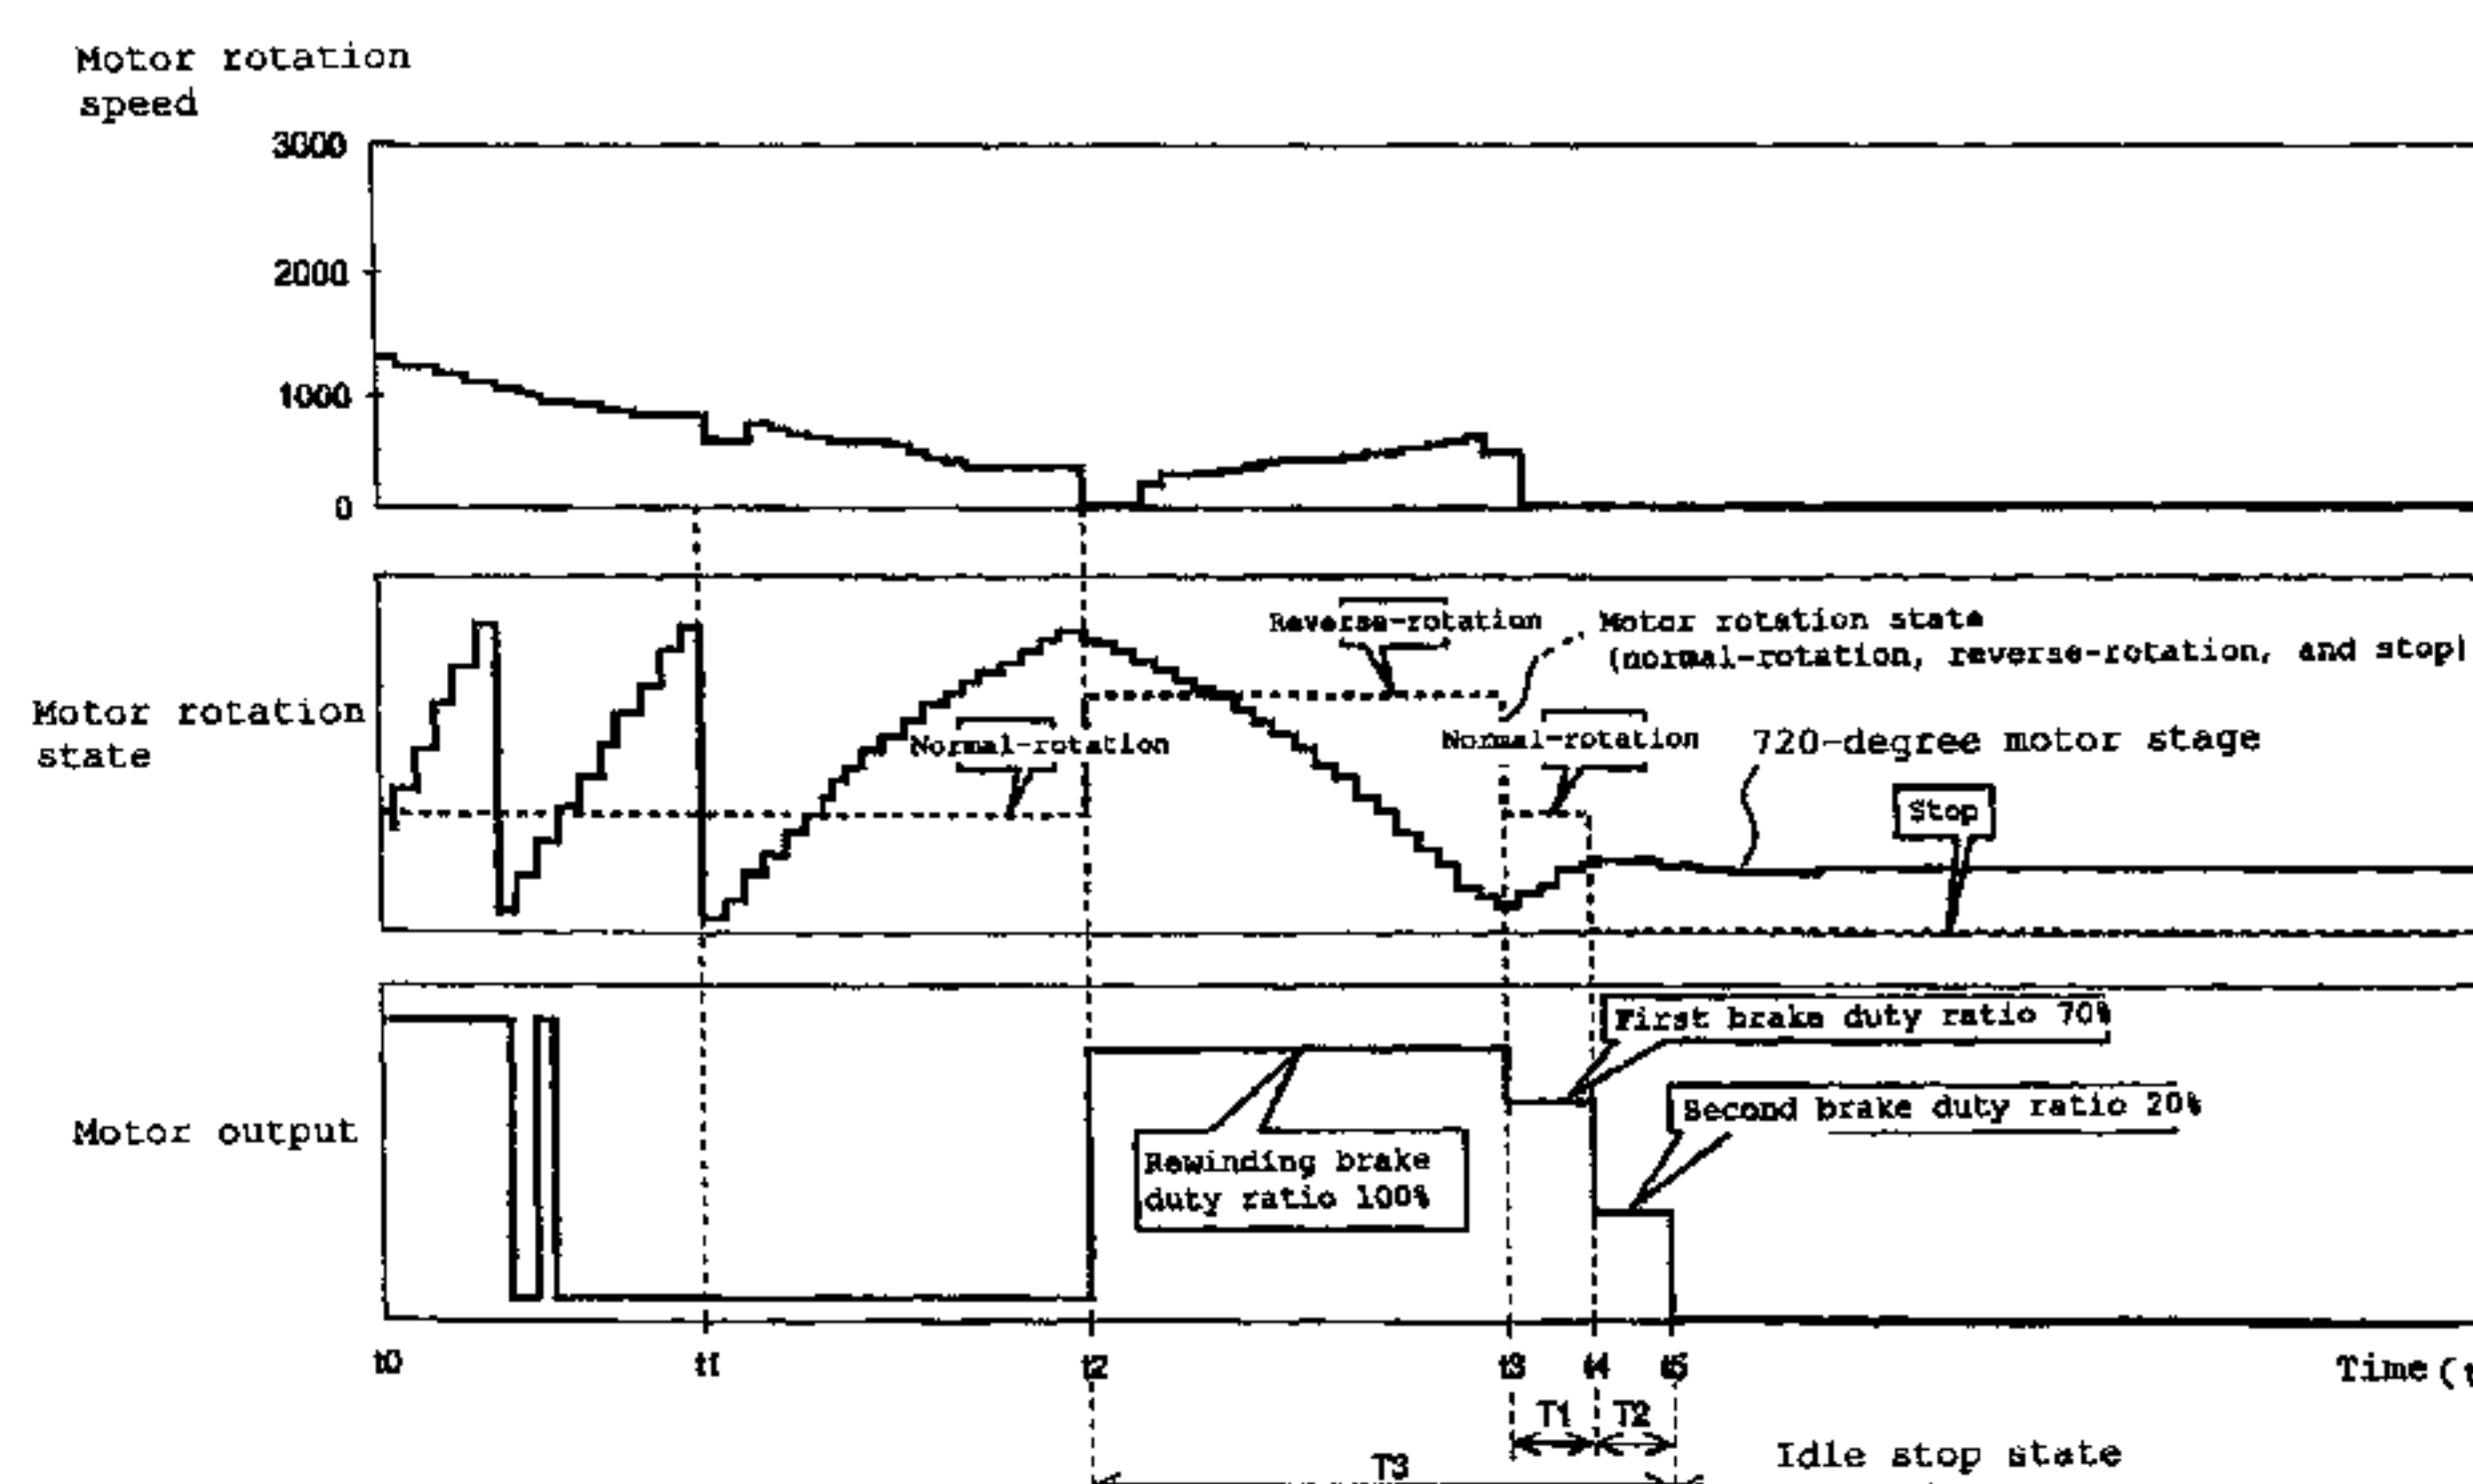 Motor rotation
speed
3000
2000
1000
0
Motor rotation
state
Reverse-rotation
Motor rotation state
(normal-rotation, reverse-rotation, and stop)
Normal-rotation
Normal-rotation
720-degree motor stage
Stop
Motor output
First brake duty ratio 70%
Second brake duty ratio 20%
Rewinding brake
duty ratio 100%
t0
t1
t2
t3
t4
t5
Time (t
T1
T2
T3
Idle stop state